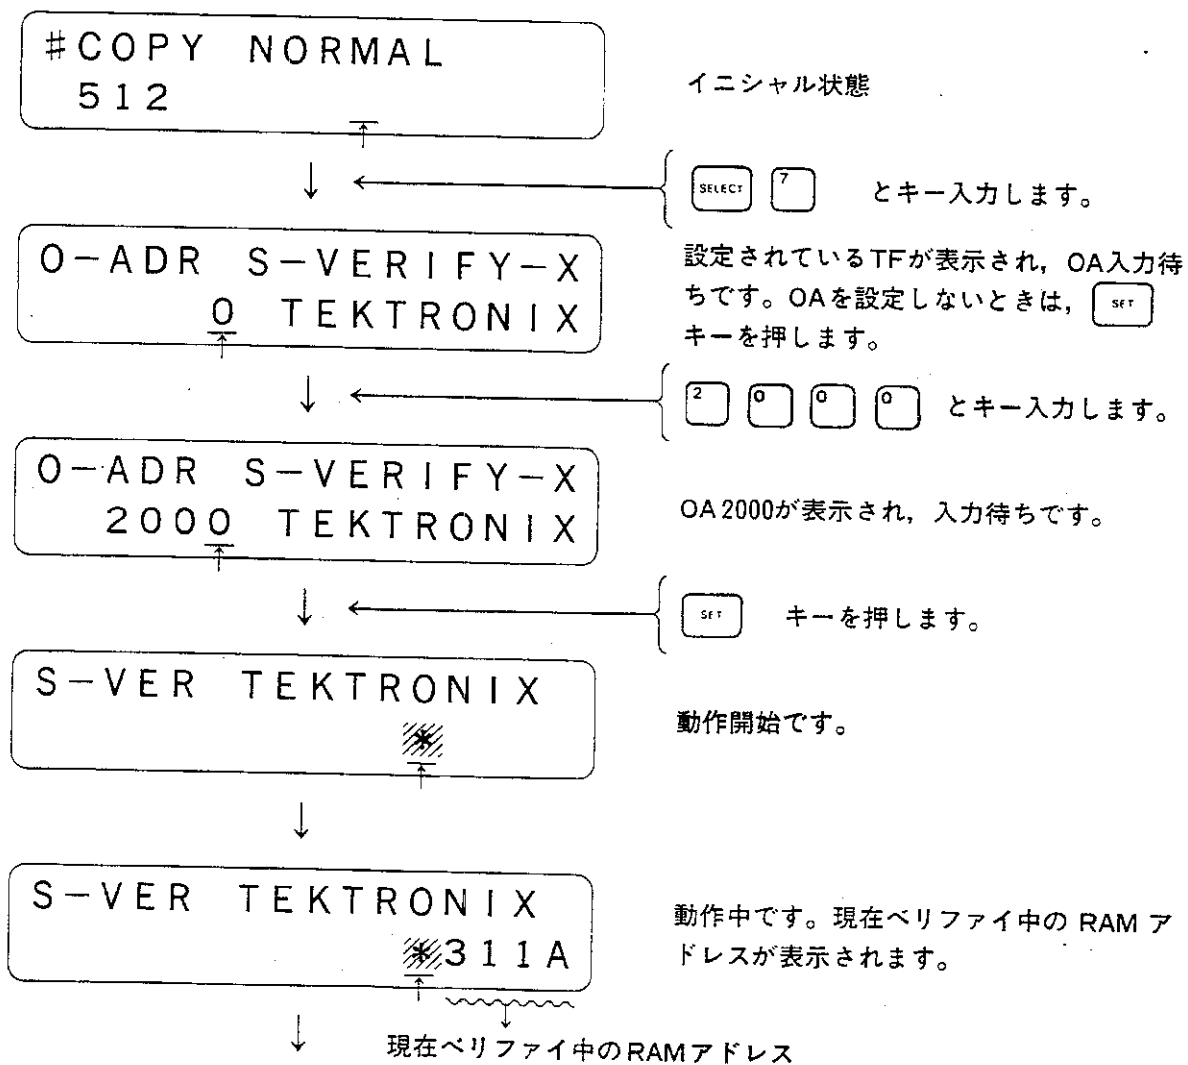 #COPY NORMAL
512
イニシャル状態
SELECT 7 とキー入力します。
O-ADR S-VERIFY-X
0 TEKTRONIX
設定されているTFが表示され，OA入力待
ちです。OAを設定しないときは， SET
キーを押します。
2 0 0 0 とキー入力します。
O-ADR S-VERIFY-X
2000 TEKTRONIX
OA2000が表示され，入力待ちです。
SET キーを押します。
S-VER TEKTRONIX
*
動作開始です。
S-VER TEKTRONIX
*311A
動作中です。現在ベリファイ中の RAM ア
ドレスが表示されます。
現在ベリファイ中のRAMアドレス